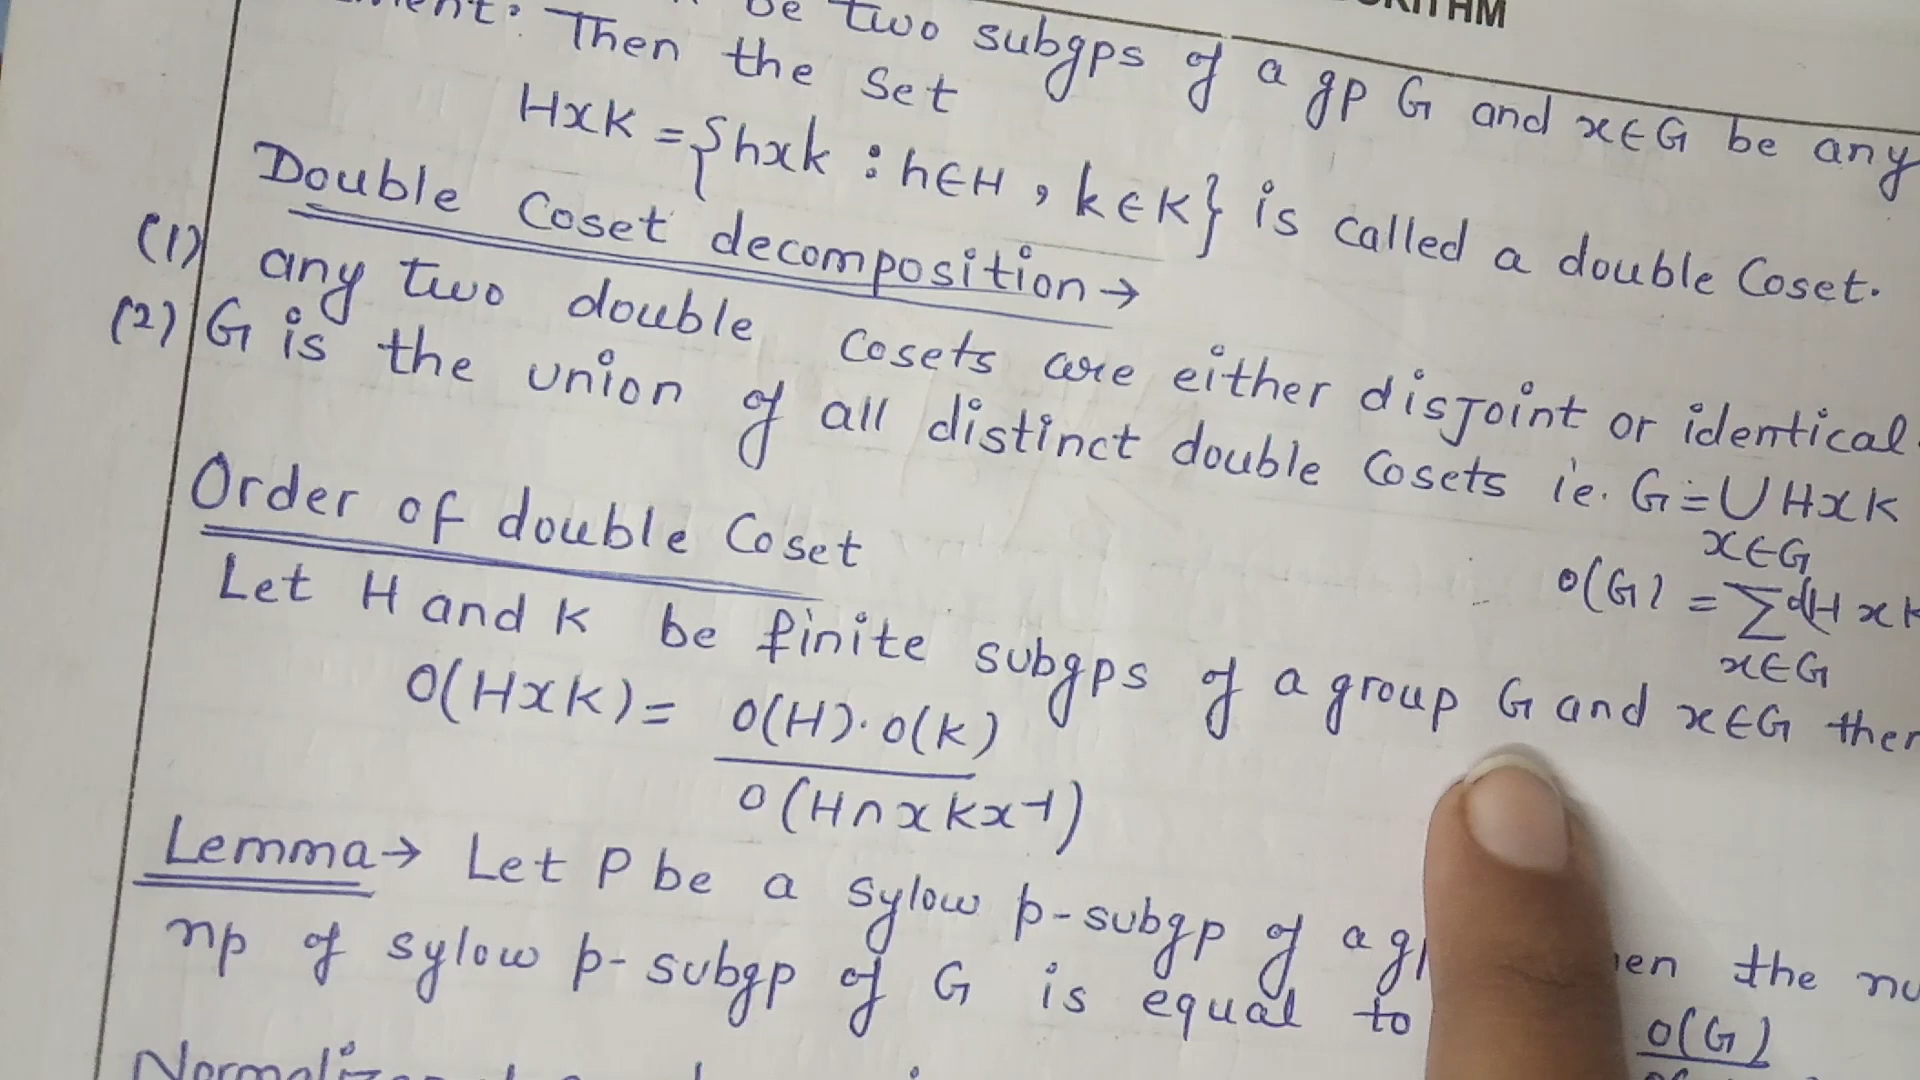 be two subgps of a gp G and x∈G be any
Then the set
HxK = {hxk : h∈H, k∈K} is called a double Coset.
Double Coset decomposition→
(1) any two double cosets are either disjoint or identical.
(2) G is the union of all distinct double Cosets ie. G = ∪ HxK
x∈G
o(G) = ∑ o(HxK
x∈G
Order of double Coset
Let H and K be finite subgps of a group G and x∈G then
O(HxK) = O(H)·O(K)
o(H∩xKx⁻¹)
Lemma→ Let P be a sylow p-subgp of a the
np of sylow p-subgp of G is equal to o(G)